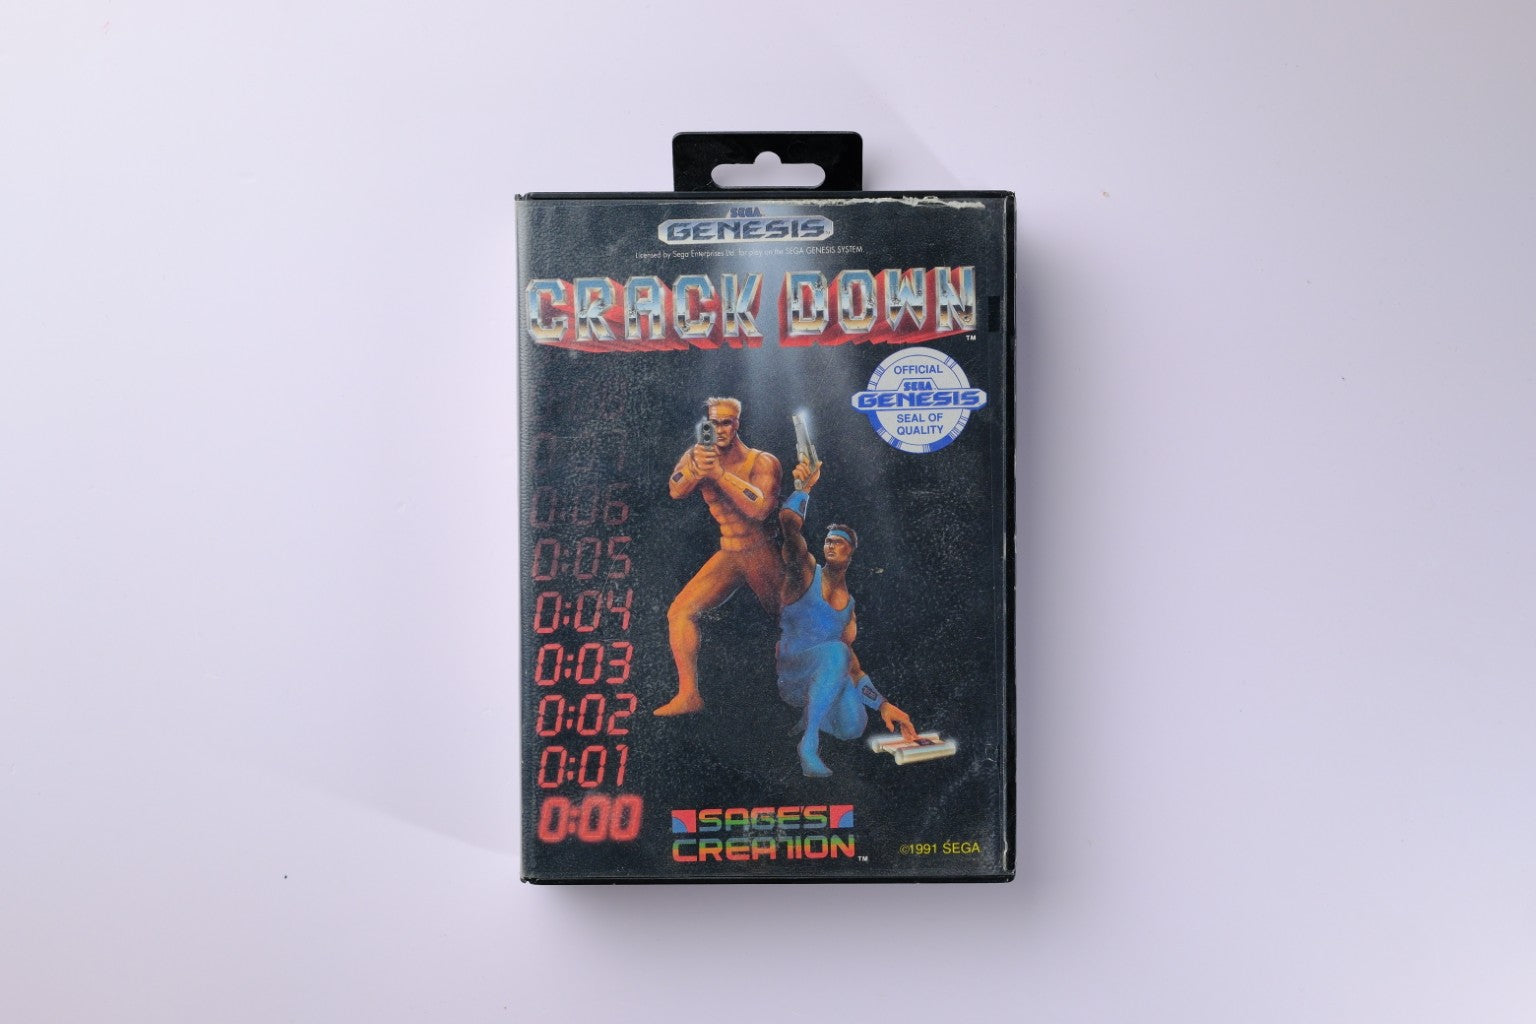 SEGA
GENESIS
Licensed by Sega Enterprises Ltd. for play on the SEGA GENESIS SYSTEM.
CRACK DOWN
TM
OFFICIAL
SEGA
GENESIS
SEAL OF
QUALITY
0:06
0:05
0:04
0:03
0:02
0:01
0:00
SAGE'S
CREATION
TM
©1991 SEGA